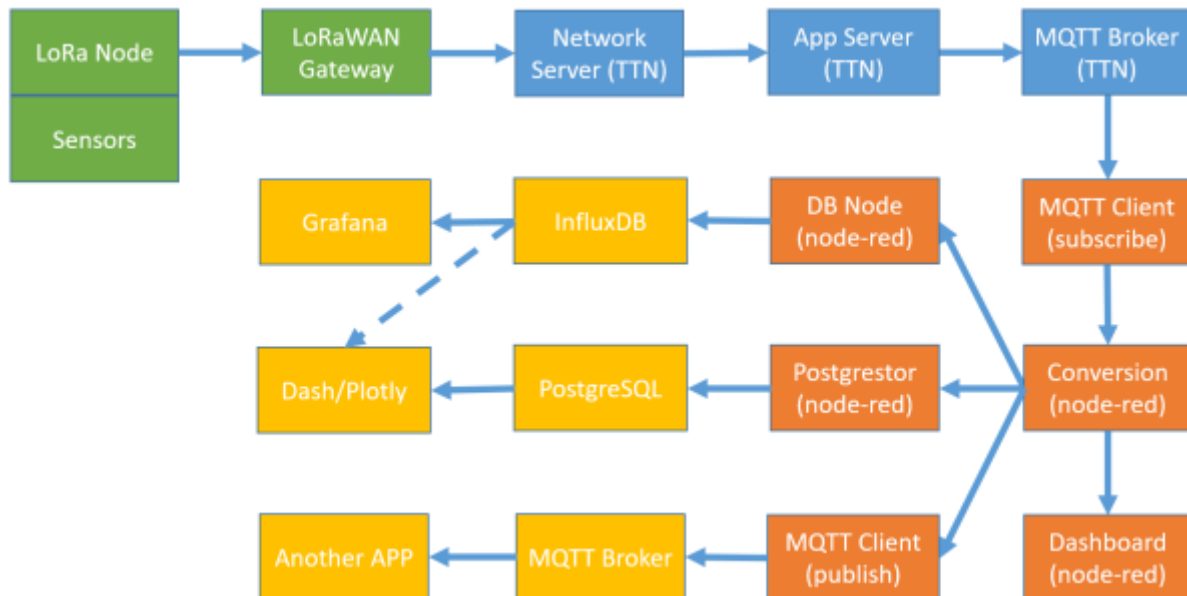 LoRa Node
Sensors
LoRaWAN
Gateway
Network
Server (TTN)
App Server
(TTN)
MQTT Broker
(TTN)
Grafana
InfluxDB
DB Node
(node-red)
MQTT Client
(subscribe)
Dash/Plotly
PostgreSQL
Postgrestor
(node-red)
Conversion
(node-red)
Another APP
MQTT Broker
MQTT Client
(publish)
Dashboard
(node-red)